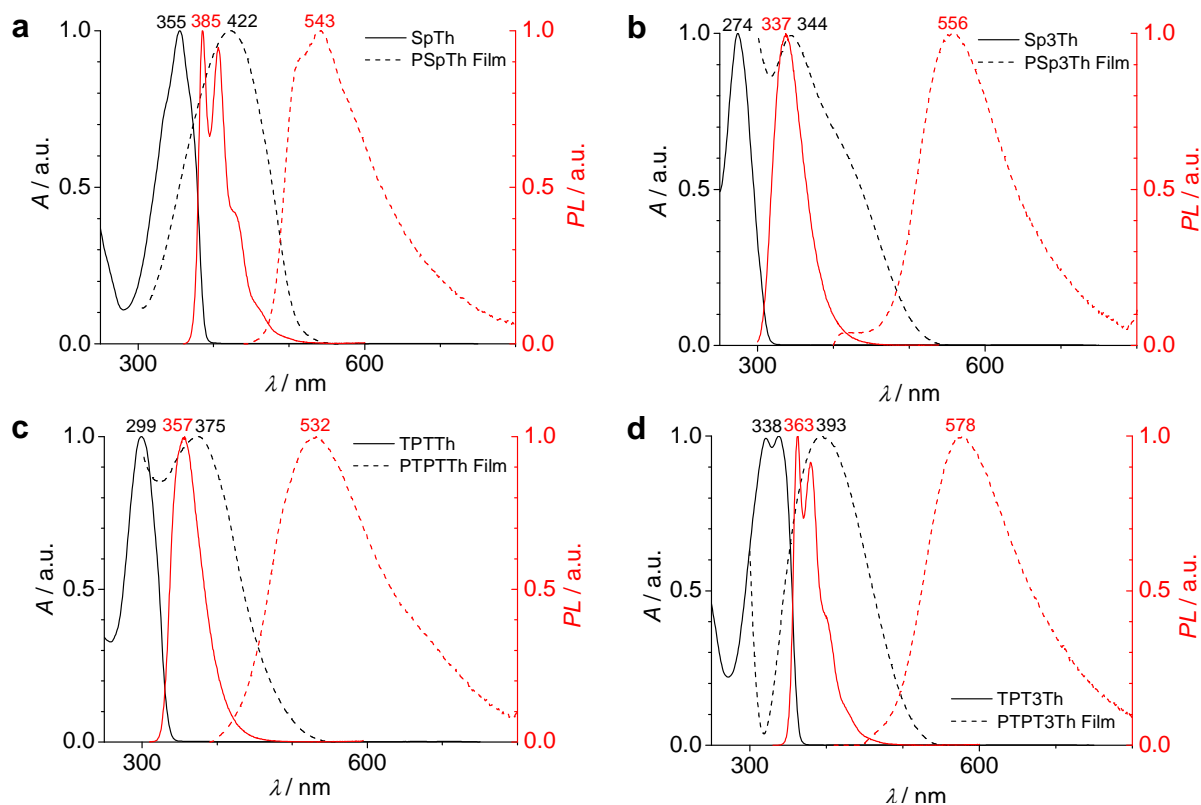 a
355 385 422 543
SpTh
PSpTh Film
1.0
0.5
0.0
A / a.u.
1.0
0.5
0.0
PL / a.u.
300 600
λ / nm
b
274 337 344 556
Sp3Th
PSp3Th Film
1.0
0.5
0.0
A / a.u.
1.0
0.5
0.0
PL / a.u.
300 600
λ / nm
c
299 357 375 532
TPTTh
PTPTTh Film
1.0
0.5
0.0
A / a.u.
1.0
0.5
0.0
PL / a.u.
300 600
λ / nm
d
338 363 393 578
TPT3Th
PTPT3Th Film
1.0
0.5
0.0
A / a.u.
1.0
0.5
0.0
PL / a.u.
300 600
λ / nm